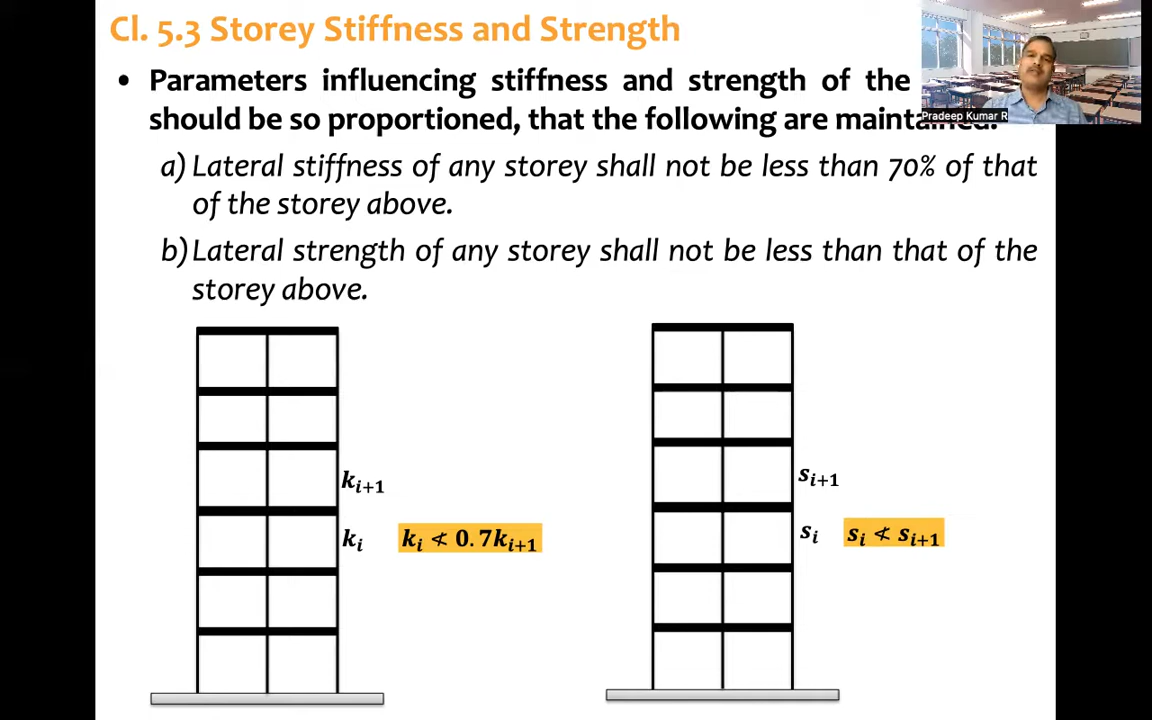 Cl. 5.3 Storey Stiffness and Strength
• Parameters influencing stiffness and strength of the
should be so proportioned, that the following are maintained:
a) Lateral stiffness of any storey shall not be less than 70% of that
of the storey above.
b) Lateral strength of any storey shall not be less than that of the
storey above.
k_{i+1}
k_i
k_i ≮ 0.7k_{i+1}
s_{i+1}
s_i
s_i ≮ s_{i+1}
Pradeep Kumar R